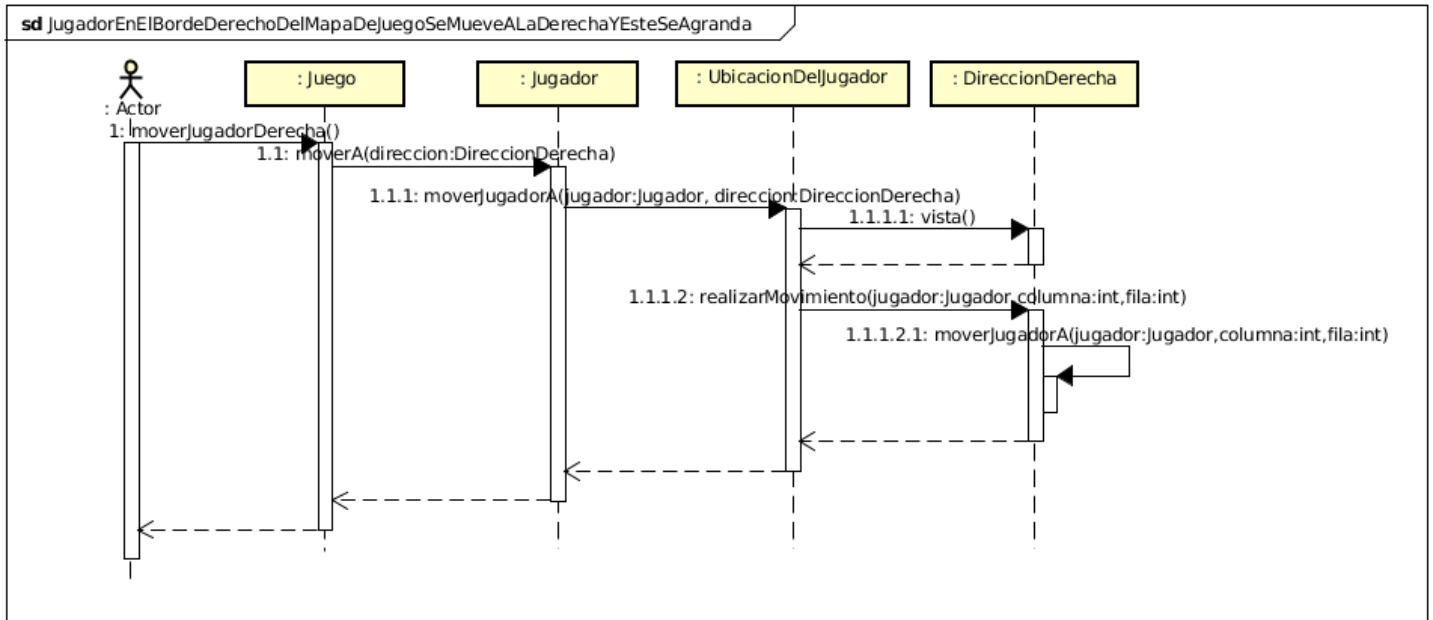 sd JugadorEnElBordeDerechoDelMapaDeJuegoSeMueveALaDerechaYEsteSeAgranda
: Actor
: Juego
: Jugador
: UbicacionDelJugador
: DireccionDerecha
1: moverJugadorDerecha()
1.1: moverA(direccion:DireccionDerecha)
1.1.1: moverJugadorA(jugador:Jugador, direccion:DireccionDerecha)
1.1.1.1: vista()
1.1.1.2: realizarMovimiento(jugador:Jugador,columna:int,fila:int)
1.1.1.2.1: moverJugadorA(jugador:Jugador,columna:int,fila:int)